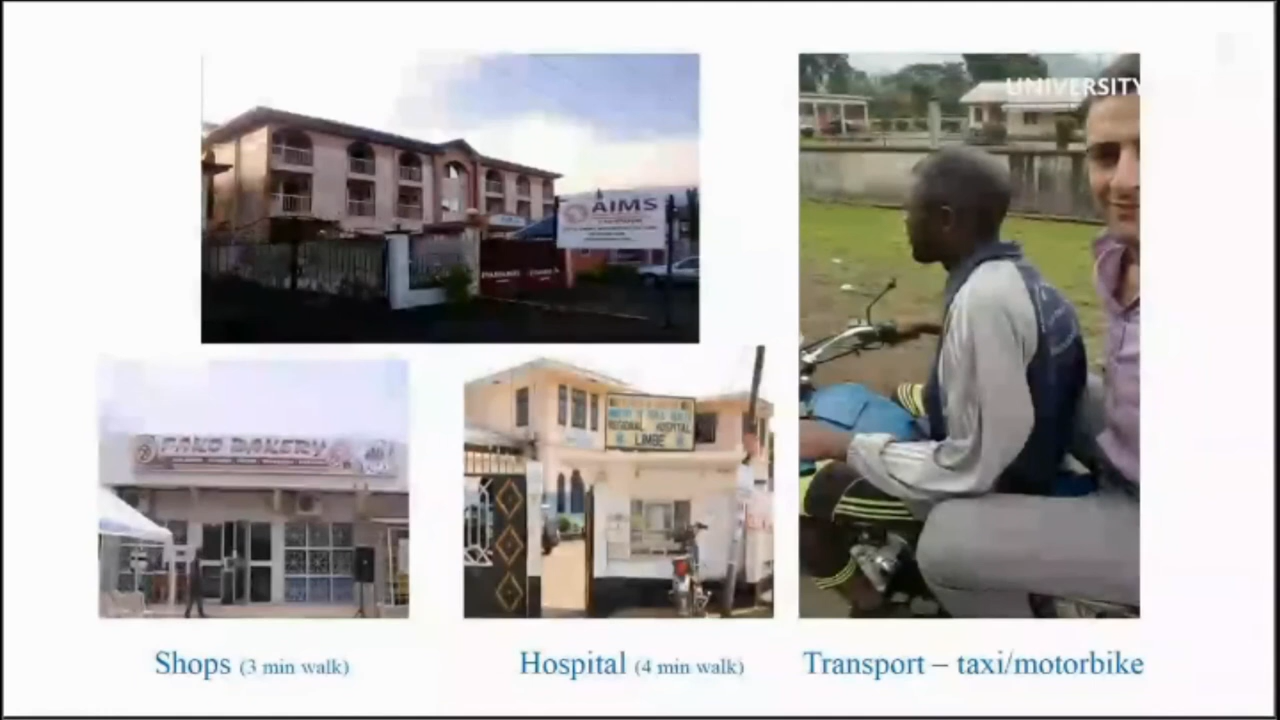 UNIVERSITY
AIMS
FAKO BAKERY
REGIONAL HOSPITAL
LIMBE
Shops (3 min walk)
Hospital (4 min walk)
Transport – taxi/motorbike